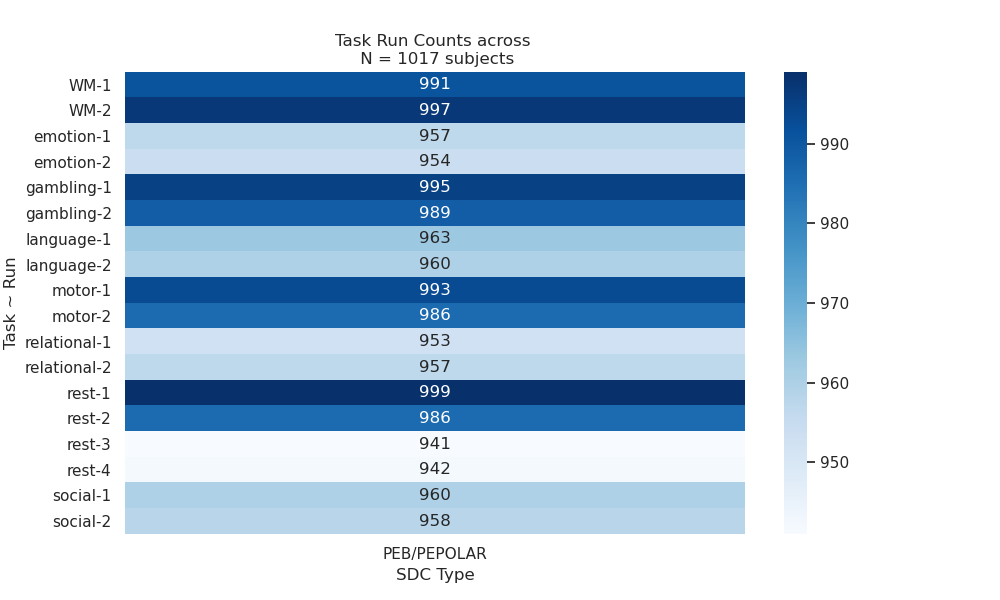 Task Run Counts across
N = 1017 subjects
Task ~ Run
WM-1 991
WM-2 997
emotion-1 957
emotion-2 954
gambling-1 995
gambling-2 989
language-1 963
language-2 960
motor-1 993
motor-2 986
relational-1 953
relational-2 957
rest-1 999
rest-2 986
rest-3 941
rest-4 942
social-1 960
social-2 958
PEB/PEPOLAR
SDC Type
990
980
970
960
950